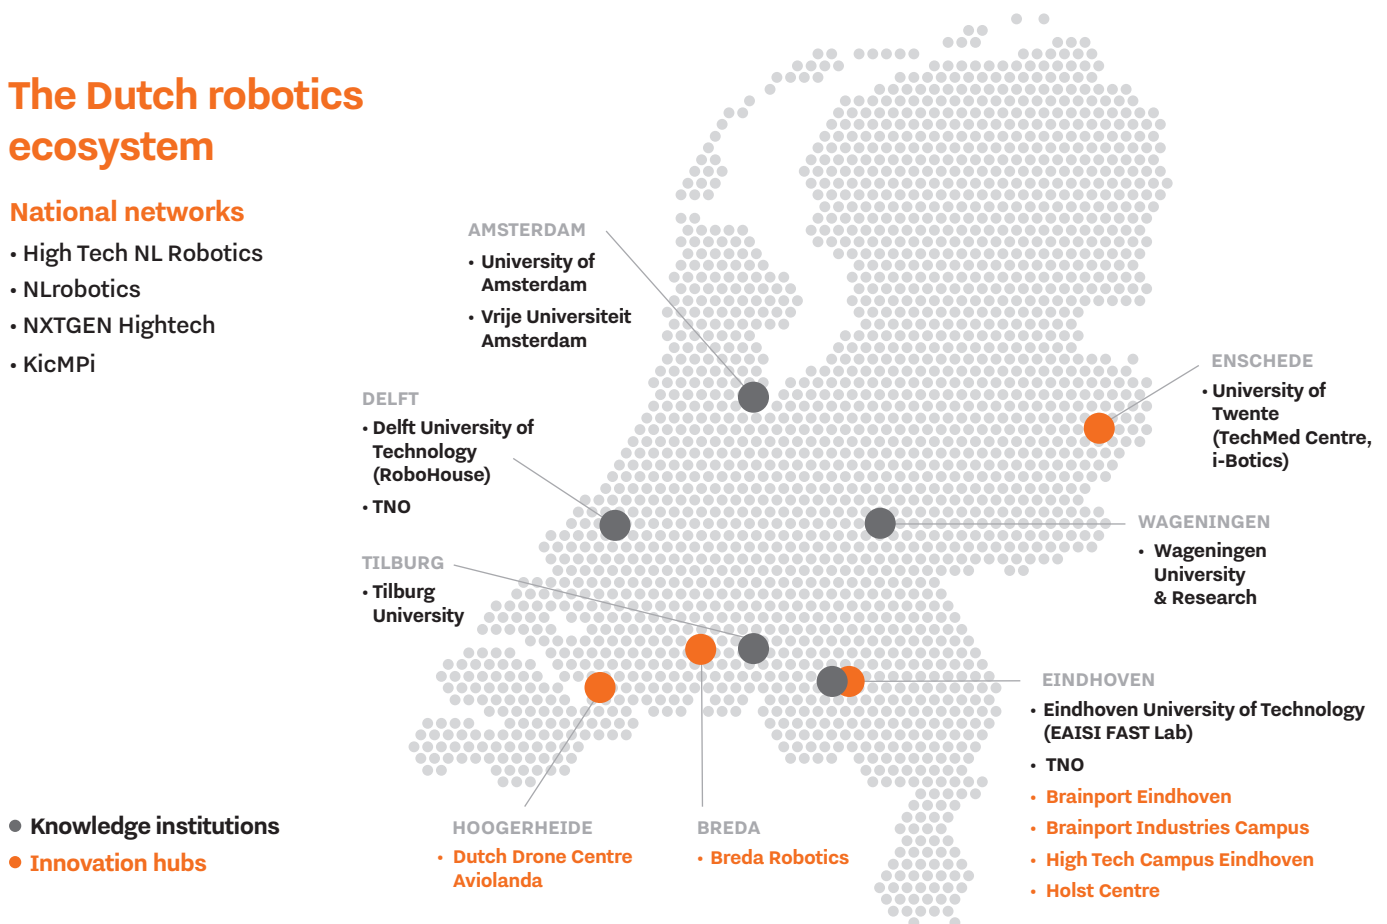 The Dutch robotics
ecosystem
National networks
• High Tech NL Robotics
• NLrobotics
• NXTGEN Hightech
• KicMPi
AMSTERDAM
• University of
Amsterdam
• Vrije Universiteit
Amsterdam
DELFT
• Delft University of
Technology
(RoboHouse)
• TNO
TILBURG
• Tilburg
University
ENSCHEDE
• University of
Twente
(TechMed Centre,
i-Botics)
WAGENINGEN
• Wageningen
University
& Research
EINDHOVEN
• Eindhoven University of Technology
(EAISI FAST Lab)
• TNO
• Brainport Eindhoven
• Brainport Industries Campus
• High Tech Campus Eindhoven
• Holst Centre
HOOGERHEIDE
• Dutch Drone Centre
Aviolanda
BREDA
• Breda Robotics
• Knowledge institutions
• Innovation hubs